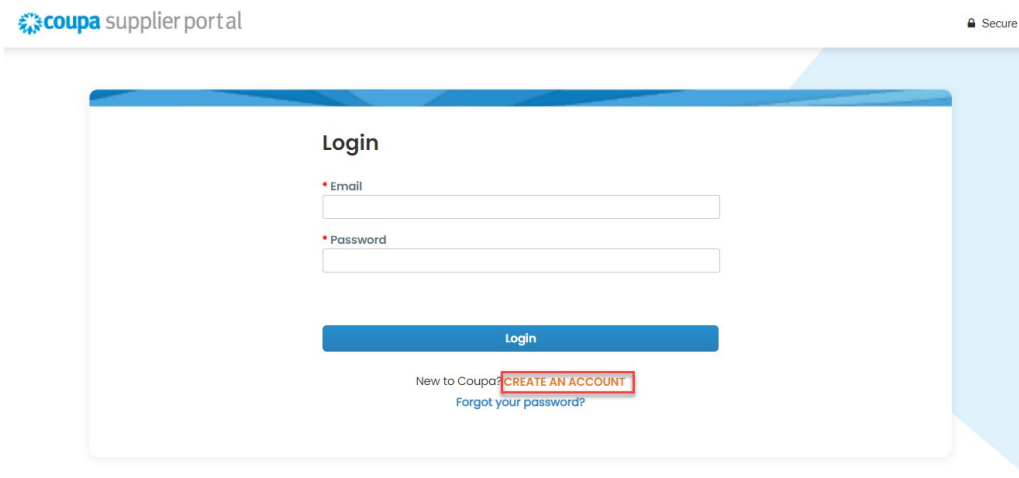 coupa supplier portal
Secure
Login
* Email
* Password
Login
New to Coupa? CREATE AN ACCOUNT
Forgot your password?